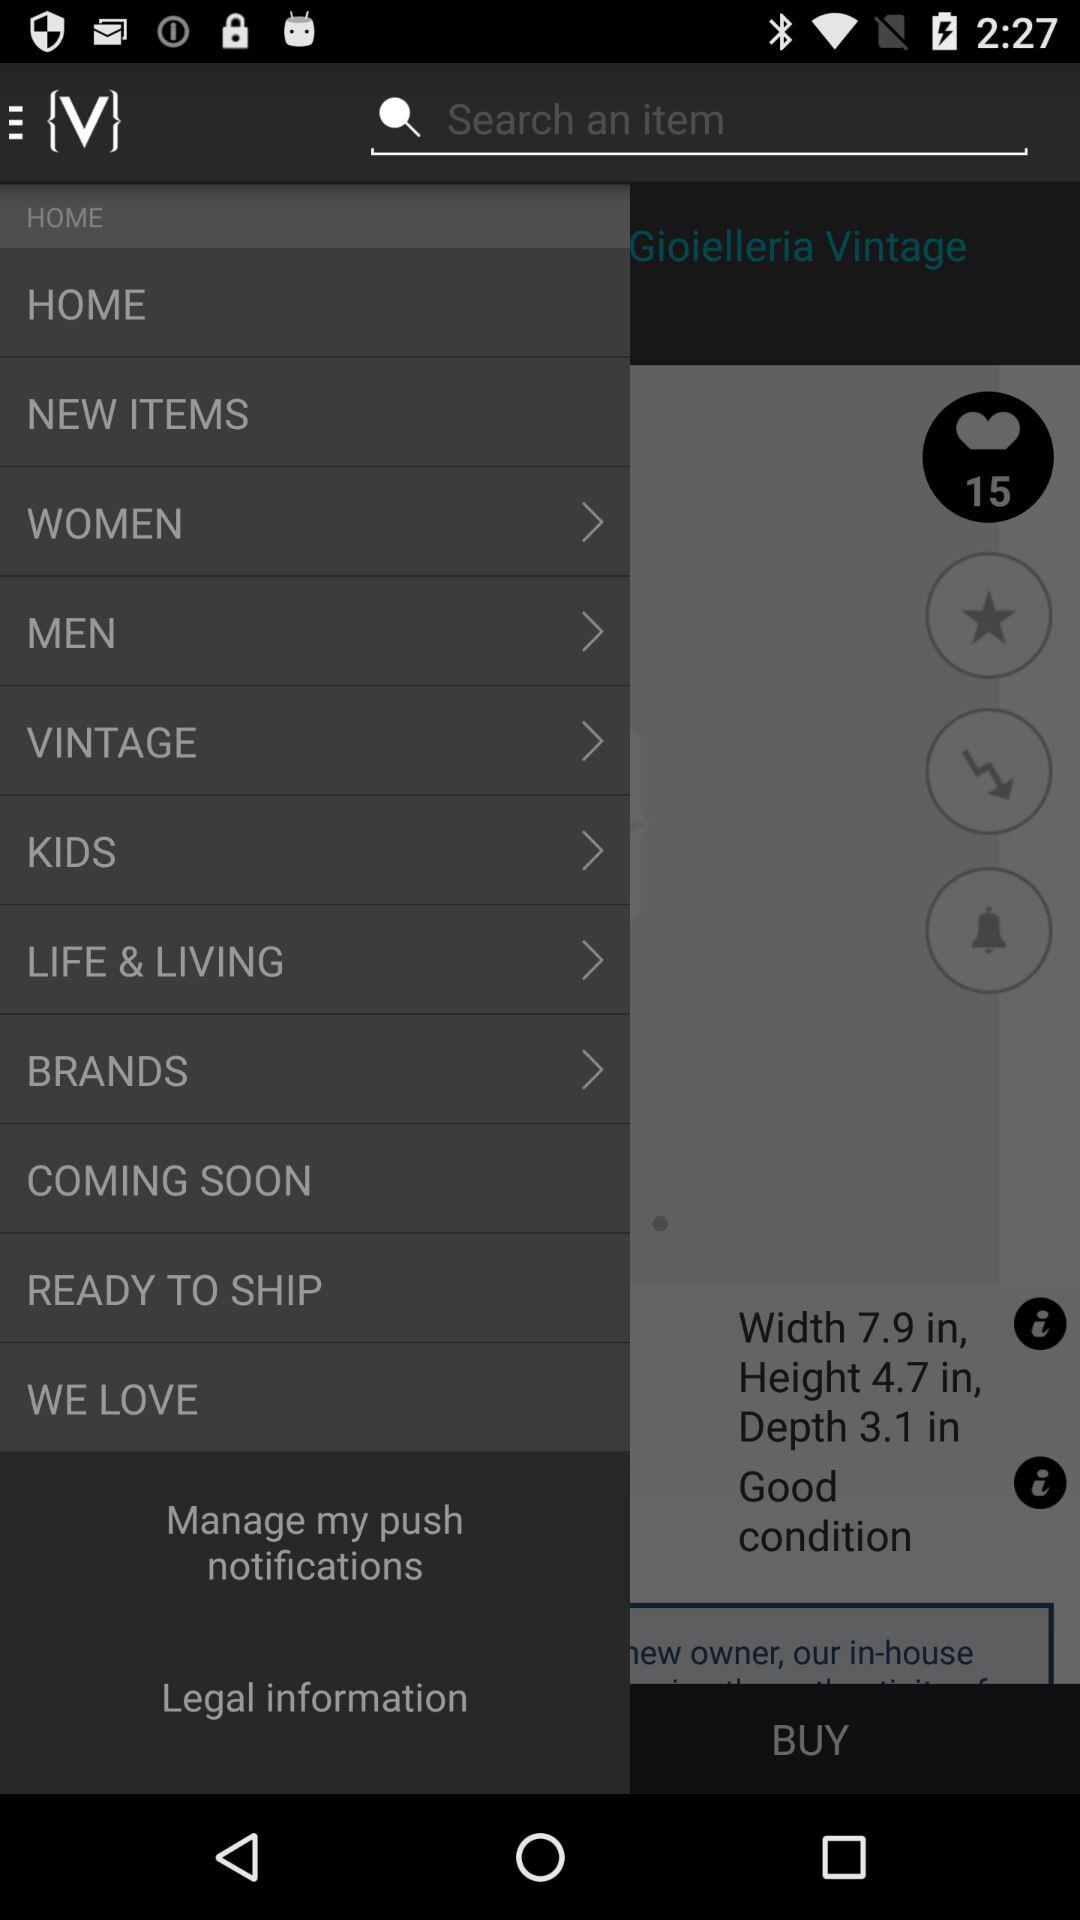 2:27
{V}
Search an item
HOME
Gioielleria Vintage
HOME
NEW ITEMS
15
WOMEN
MEN
VINTAGE
KIDS
LIFE & LIVING
BRANDS
COMING SOON
READY TO SHIP
WE LOVE
Width 7.9 in,
Height 4.7 in,
Depth 3.1 in
Good
condition
Manage my push
notifications
new owner, our in-house
Legal information
BUY